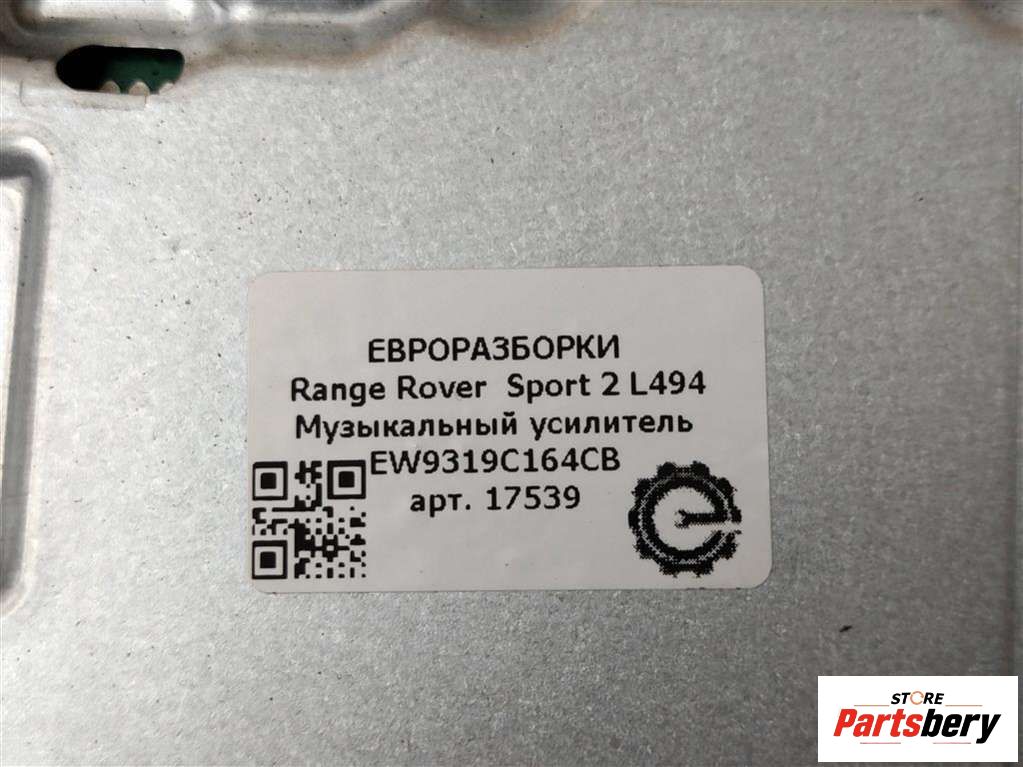 ЕВРОРАЗБОРКИ
Range Rover Sport 2 L494
Музыкальный усилитель
EW9319C164CB
арт. 17539
STORE
Partsbery